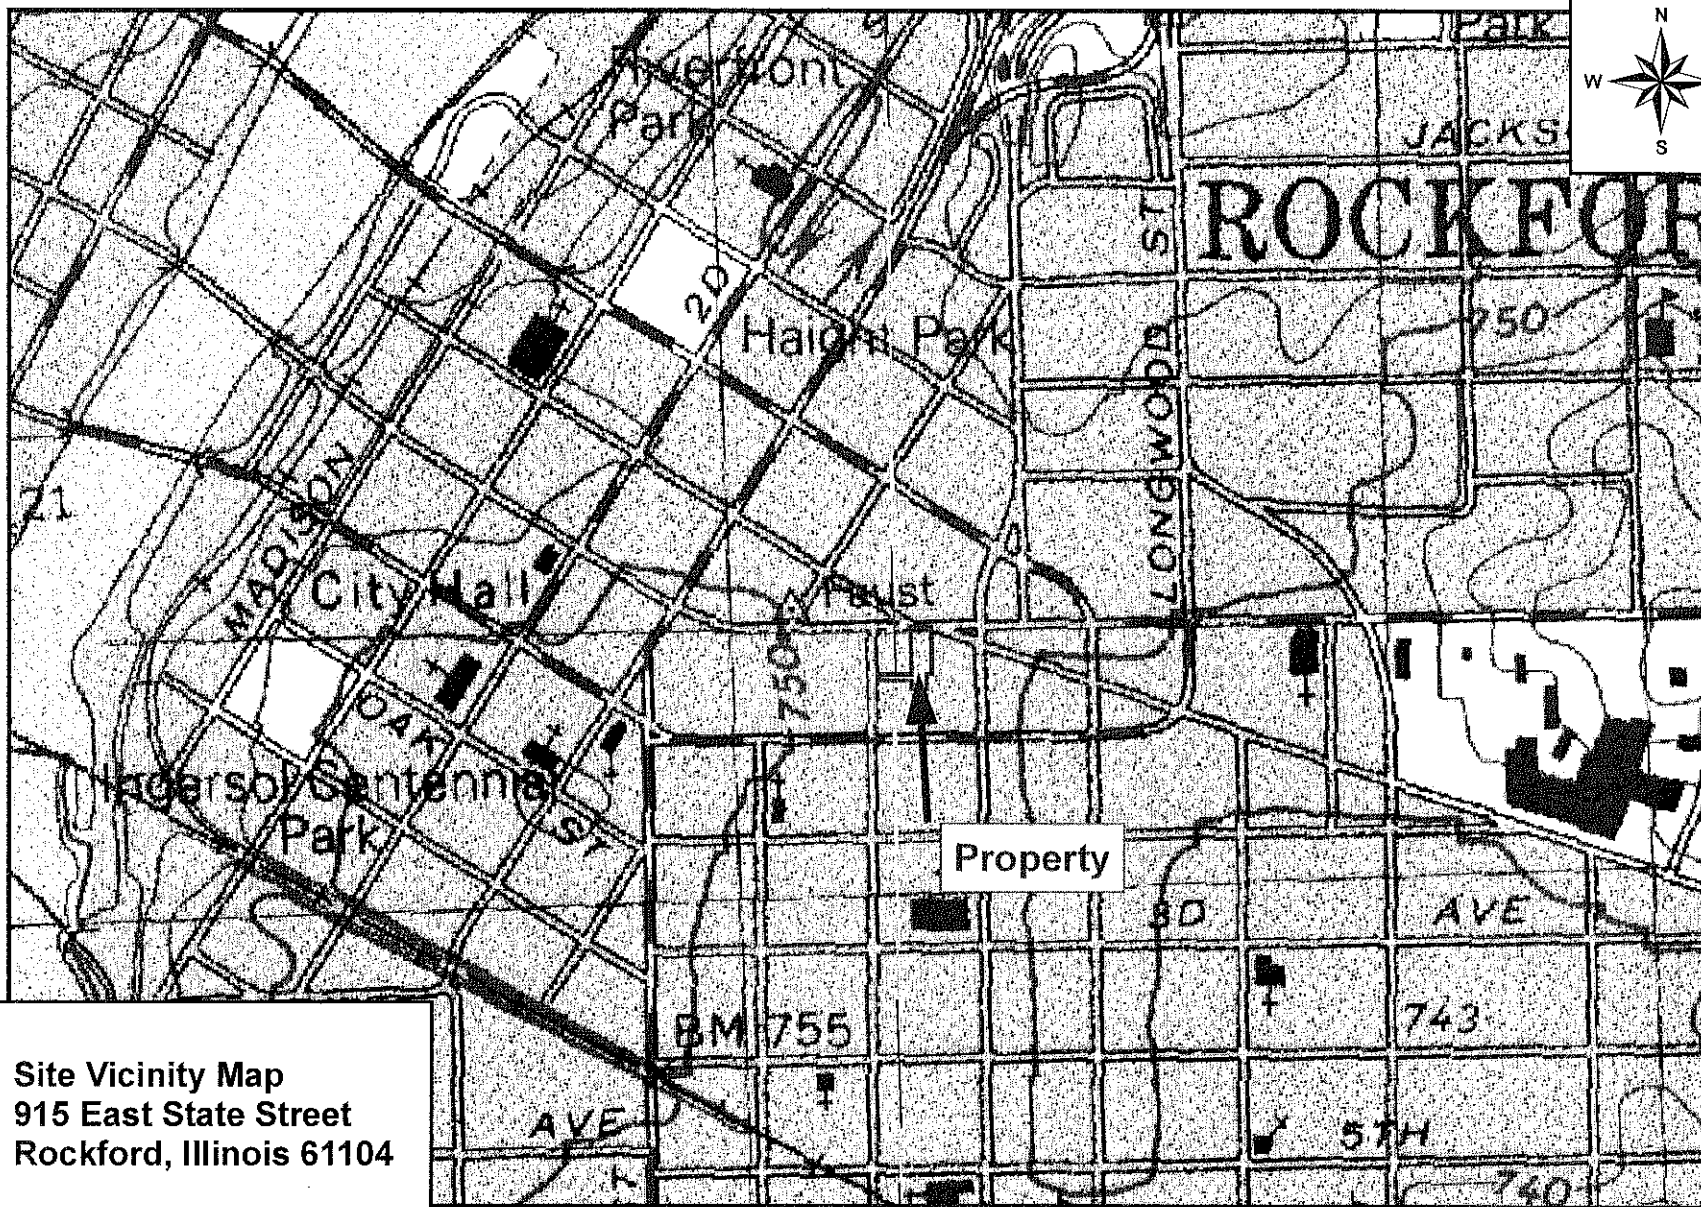 N
W
S
Riverfront
Park
Park
JACKS
ROCKFOR
ST
2D
Haight Park
750
LONGWOOD
21
MADISON
City Hall
Faust
750
OAK
ST
Ingersol Centennial
Park
Property
3D AVE
BM 755
743
AVE
5TH
740
Site Vicinity Map
915 East State Street
Rockford, Illinois 61104